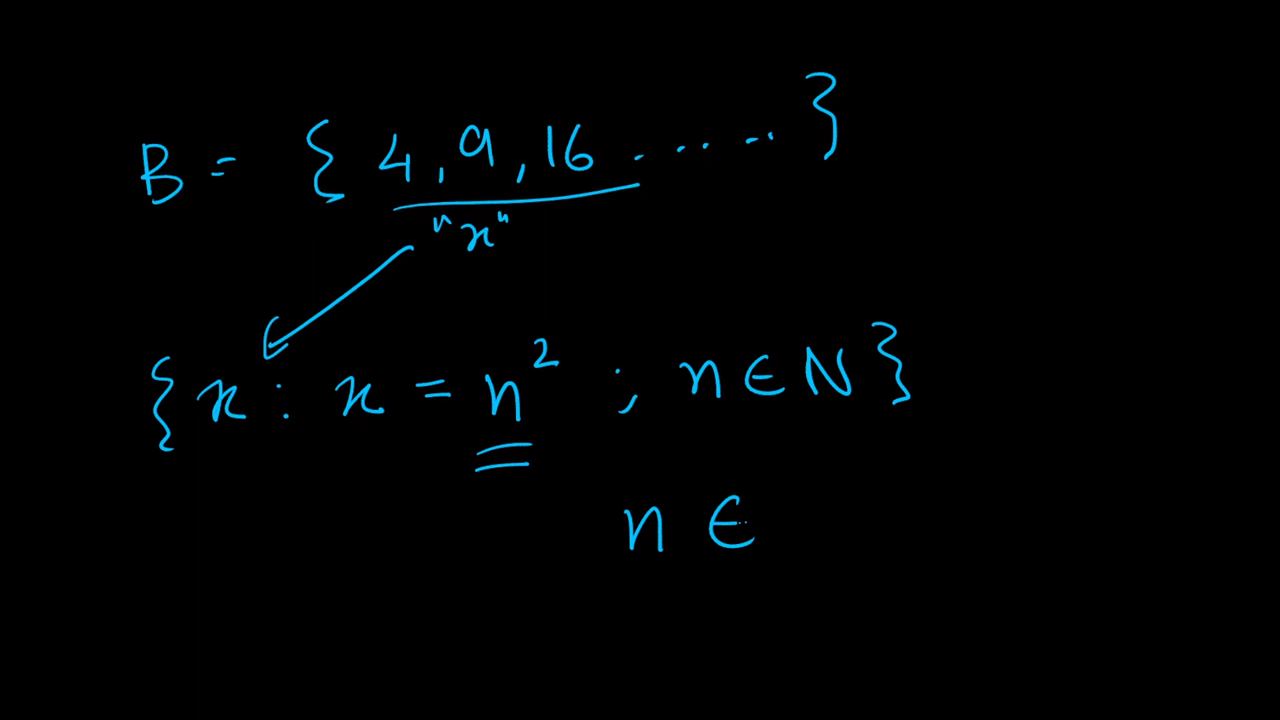 B = { 4, 9, 16 ....... }
"x"
{ x : x = n² ; n ∈ N }
n ∈